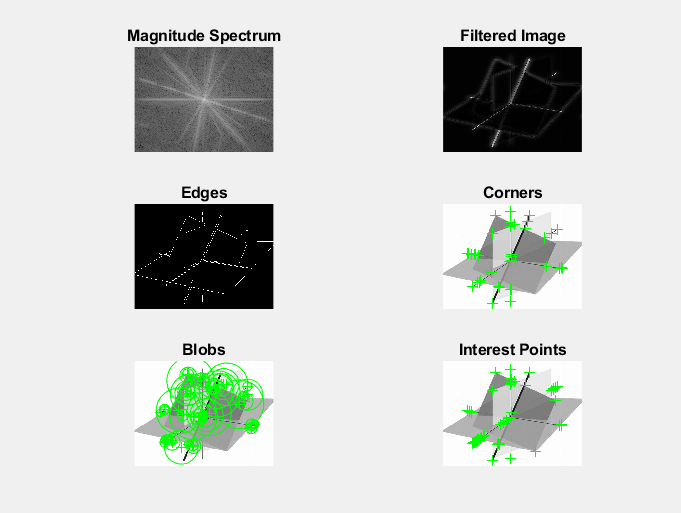 Magnitude Spectrum
Filtered Image
Edges
Corners
Blobs
Interest Points